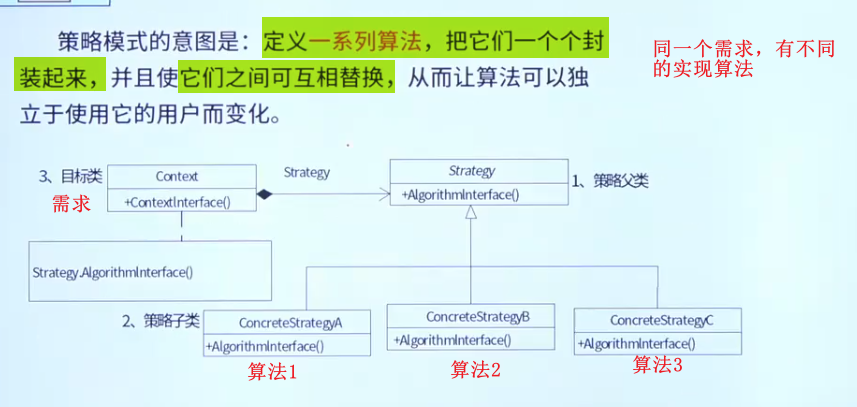 策略模式的意图是：定义一系列算法，把它们一个个封
装起来，并且使它们之间可互相替换，从而让算法可以独
立于使用它的用户而变化。
同一个需求，有不同
的实现算法
3、目标类
需求
Context
+ContextInterface()
Strategy
Strategy
+AlgorithmInterface()
1、策略父类
Strategy.AlgorithmInterface()
2、策略子类
ConcreteStrategyA
+AlgorithmInterface()
算法1
ConcreteStrategyB
+AlgorithmInterface()
算法2
ConcreteStrategyC
+AlgorithmInterface()
算法3